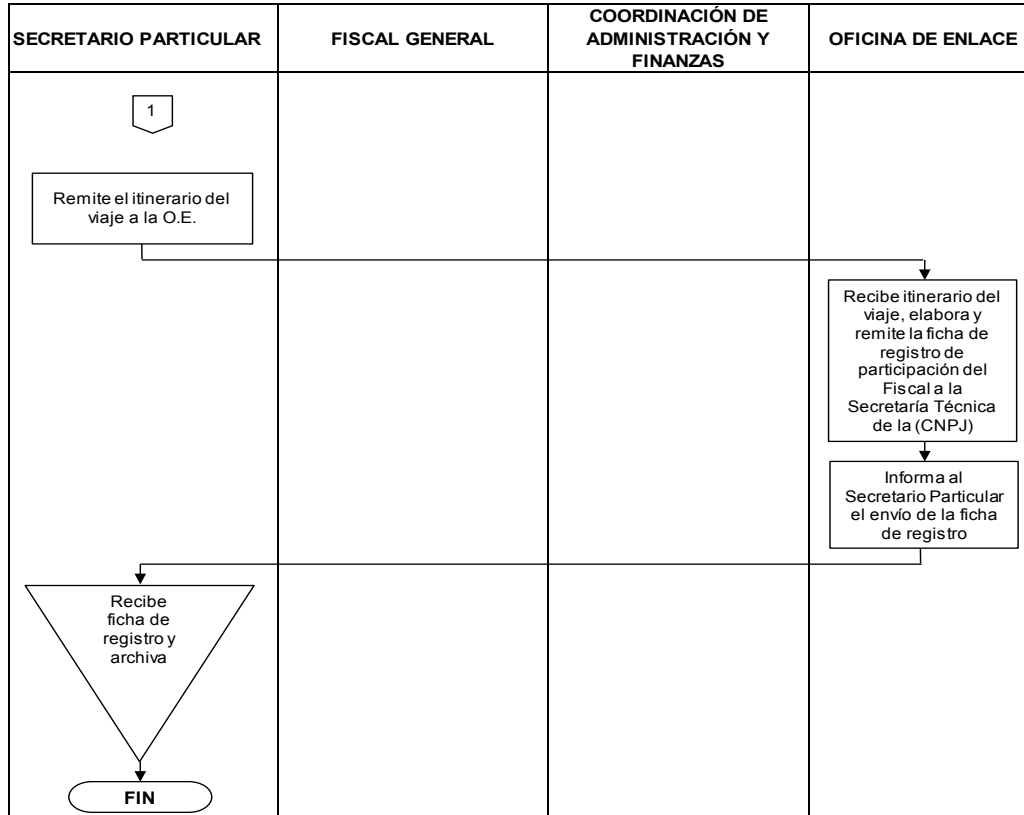 SECRETARIO PARTICULAR
FISCAL GENERAL
COORDINACIÓN DE
ADMINISTRACIÓN Y
FINANZAS
OFICINA DE ENLACE
1
Remite el itinerario del
viaje a la O.E.
Recibe itinerario del
viaje, elabora y
remite la ficha de
registro de
participación del
Fiscal a la
Secretaría Técnica
de la (CNPJ)
Informa al
Secretario Particular
el envío de la ficha
de registro
Recibe
ficha de
registro y
archiva
FIN